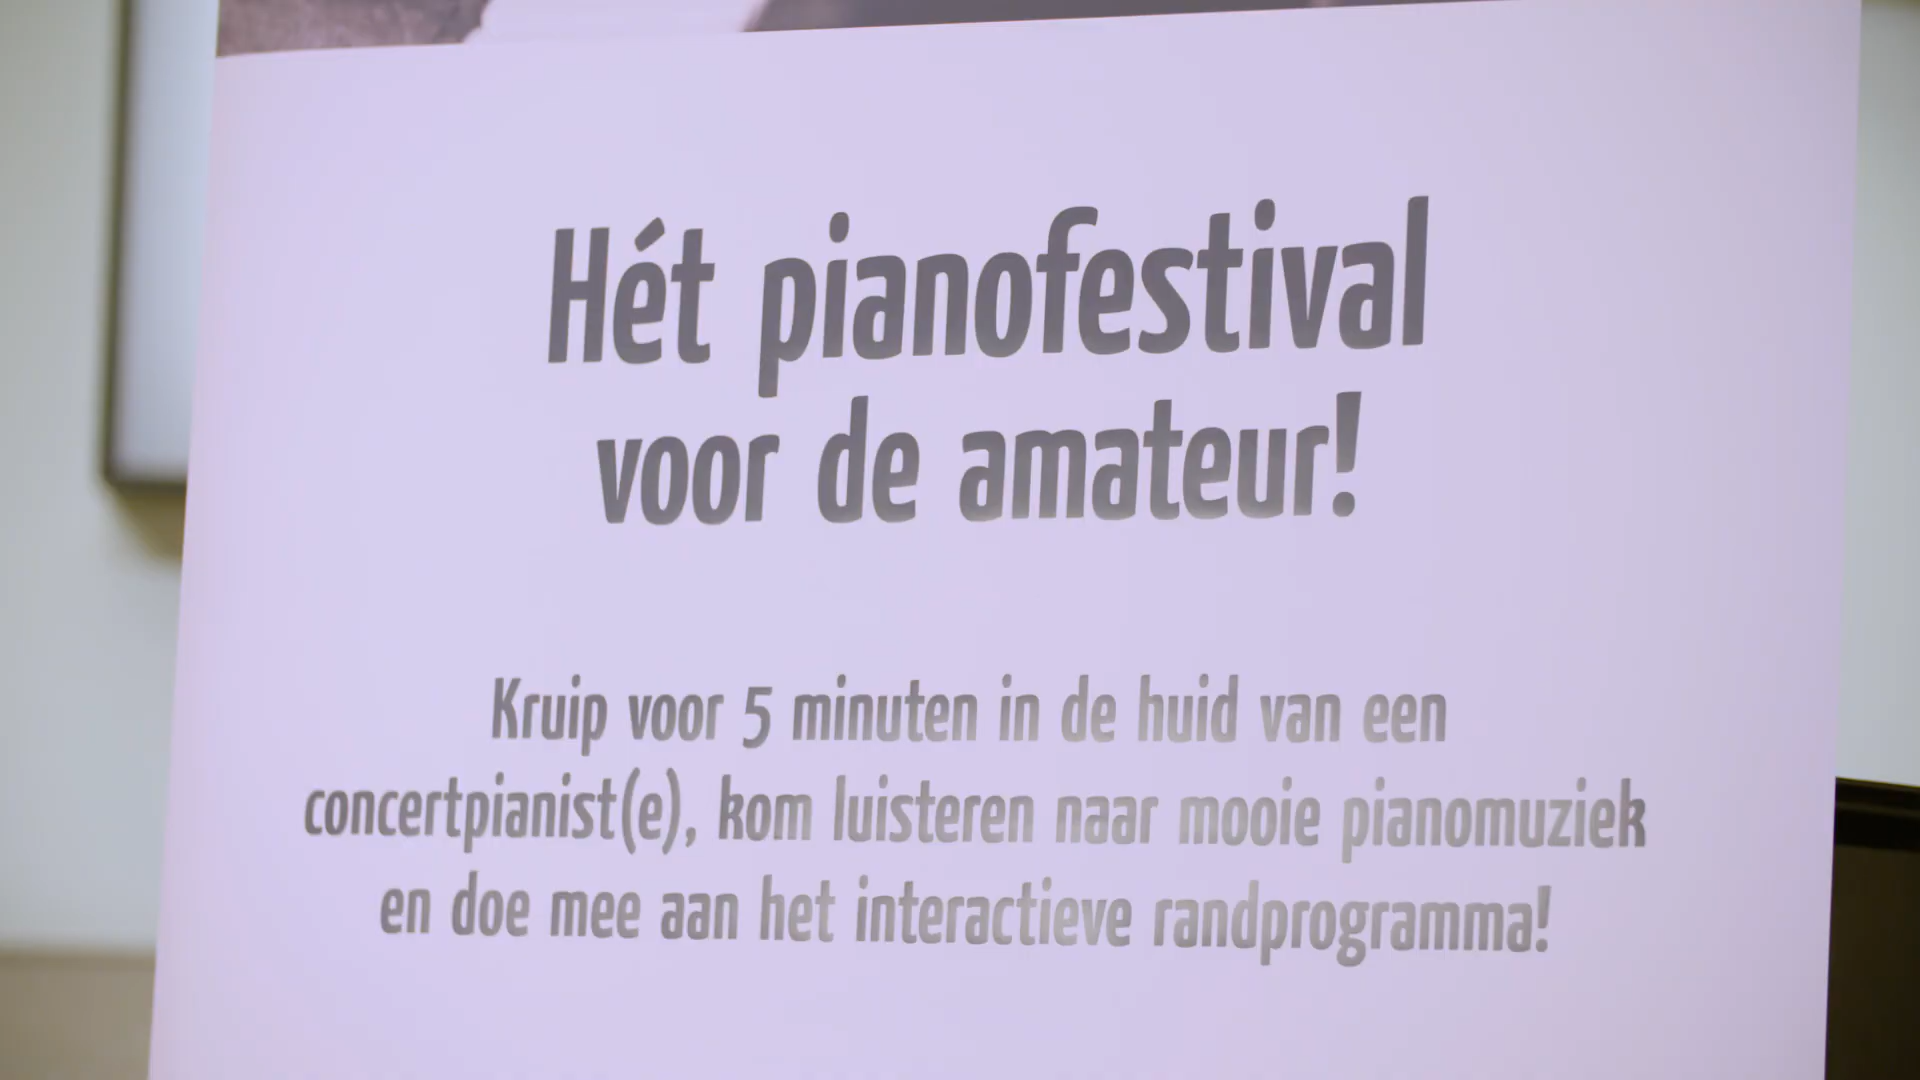 Hét pianofestival
voor de amateur!
Kruip voor 5 minuten in de huid van een
concertpianist(e), kom luisteren naar mooie pianomuziek
en doe mee aan het interactieve randprogramma!